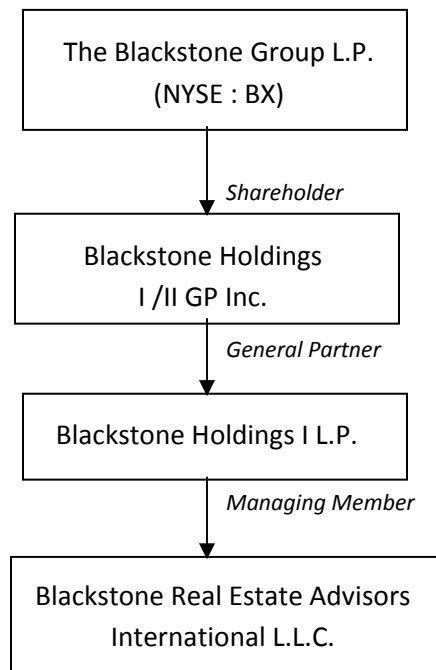 The Blackstone Group L.P.
(NYSE : BX)
Shareholder
Blackstone Holdings
I /II GP Inc.
General Partner
Blackstone Holdings I L.P.
Managing Member
Blackstone Real Estate Advisors
International L.L.C.